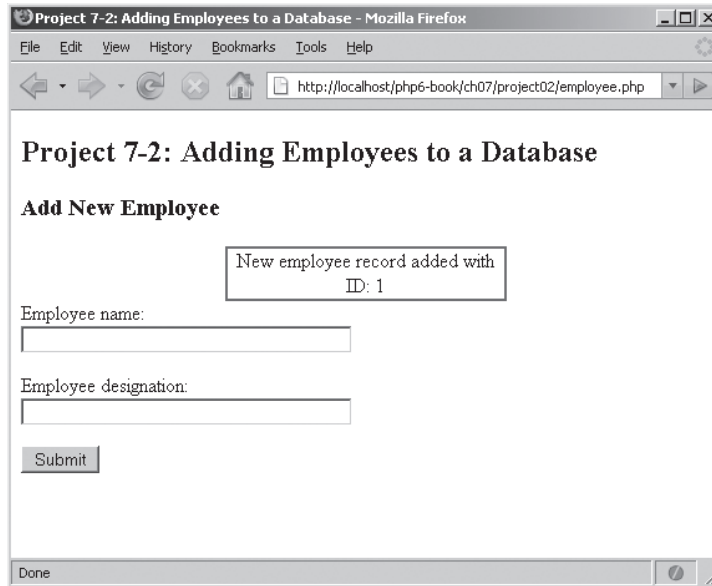 Project 7-2: Adding Employees to a Database - Mozilla Firefox
File Edit View History Bookmarks Tools Help
http://localhost/php6-book/ch07/project02/employee.php
Project 7-2: Adding Employees to a Database
Add New Employee
New employee record added with
ID: 1
Employee name:
Employee designation:
Submit
Done